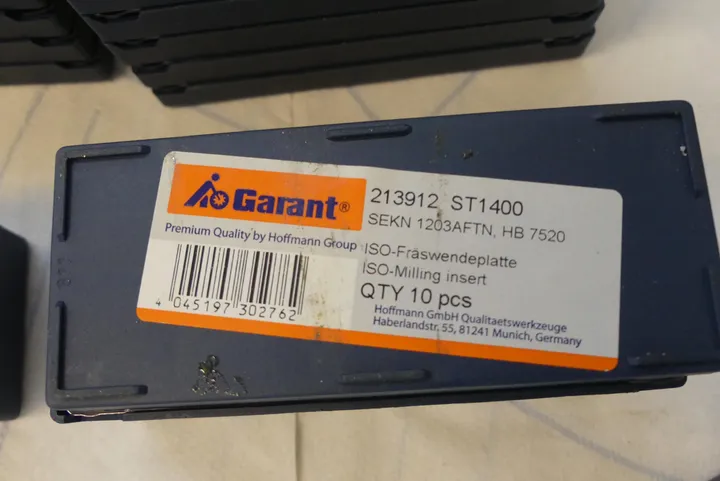 Garant®
Premium Quality by Hoffmann Group
4 045197 302762
213912 ST1400
SEKN 1203AFTN, HB 7520
ISO-Fräswendeplatte
ISO-Milling insert
QTY 10 pcs
Hoffmann GmbH Qualitaetswerkzeuge
Haberlandstr, 55, 81241 Munich, Germany